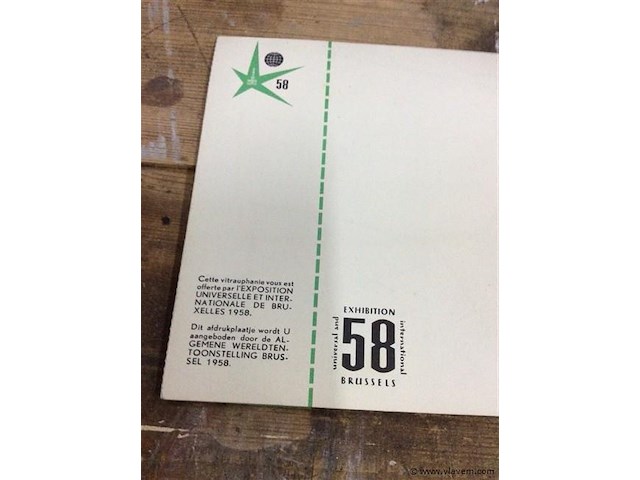 58
Cette vitrauphanie vous est
offerte par l'EXPOSITION
UNIVERSELLE ET INTER-
NATIONALE DE BRU-
XELLES 1958.
Dit afdrukplaatje wordt U
aangeboden door de AL-
GEMENE WERELDTEN-
TOONSTELLING BRUS-
SEL 1958.
EXHIBITION
universal and
58
international
BRUSSELS
© www.vlavem.com